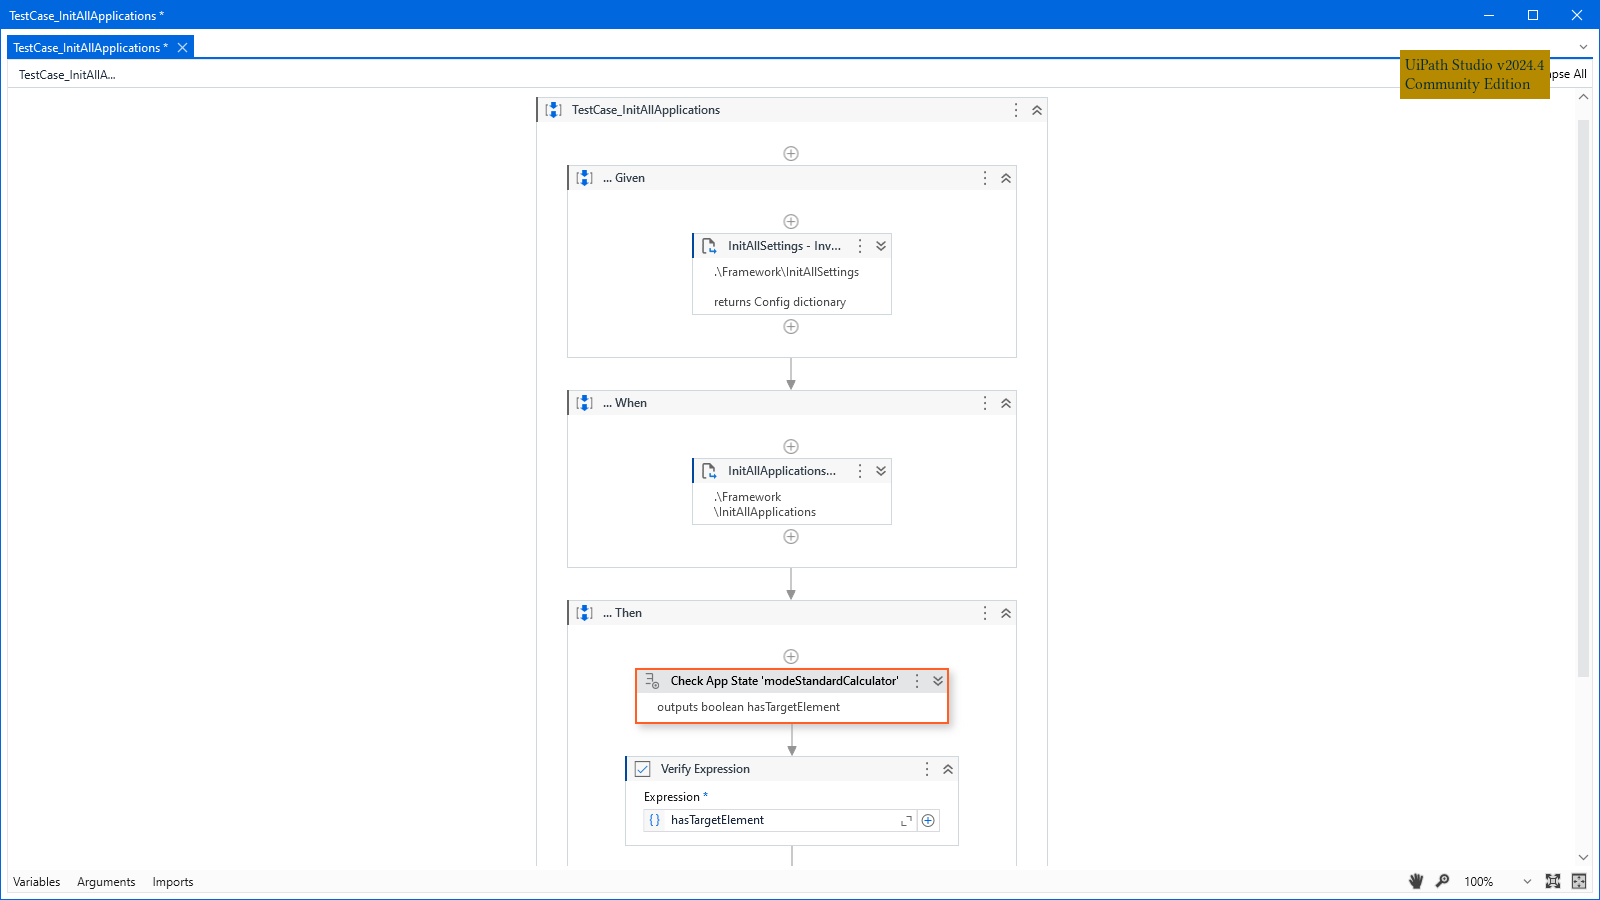 TestCase_InitAllApplications *
TestCase_InitAllApplications *
TestCase_InitAllA...
UiPath Studio v2024.4
Community Edition
pse All
TestCase_InitAllApplications
... Given
InitAllSettings - Inv...
.\Framework\InitAllSettings
returns Config dictionary
... When
InitAllApplications...
.\Framework
\InitAllApplications
... Then
Check App State 'modeStandardCalculator'
outputs boolean hasTargetElement
Verify Expression
Expression *
hasTargetElement
Variables Arguments Imports
100%